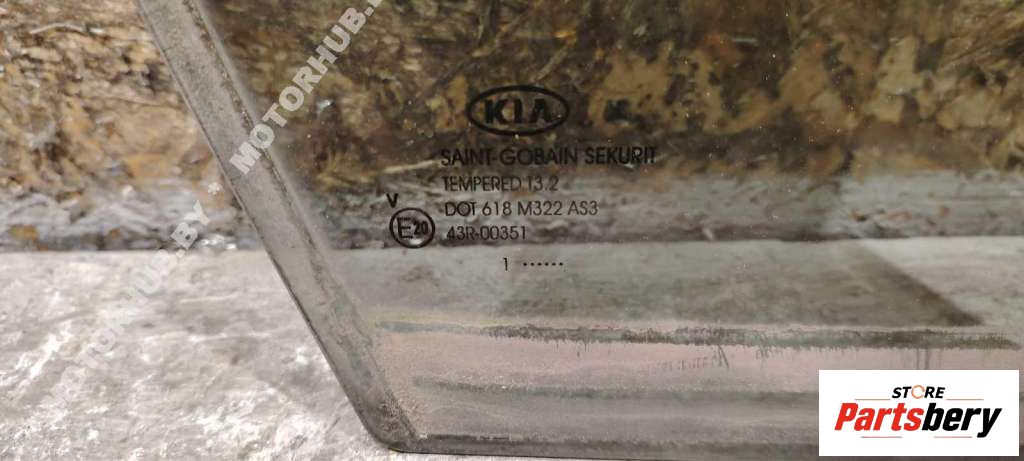 KIA
SAINT-GOBAIN SEKURIT
TEMPERED 13.2
DOT 618 M322 AS3
V
E20
43R-00351
1 ······
MOTORHUB.BY * MOTORHUB.
STORE
Partsbery